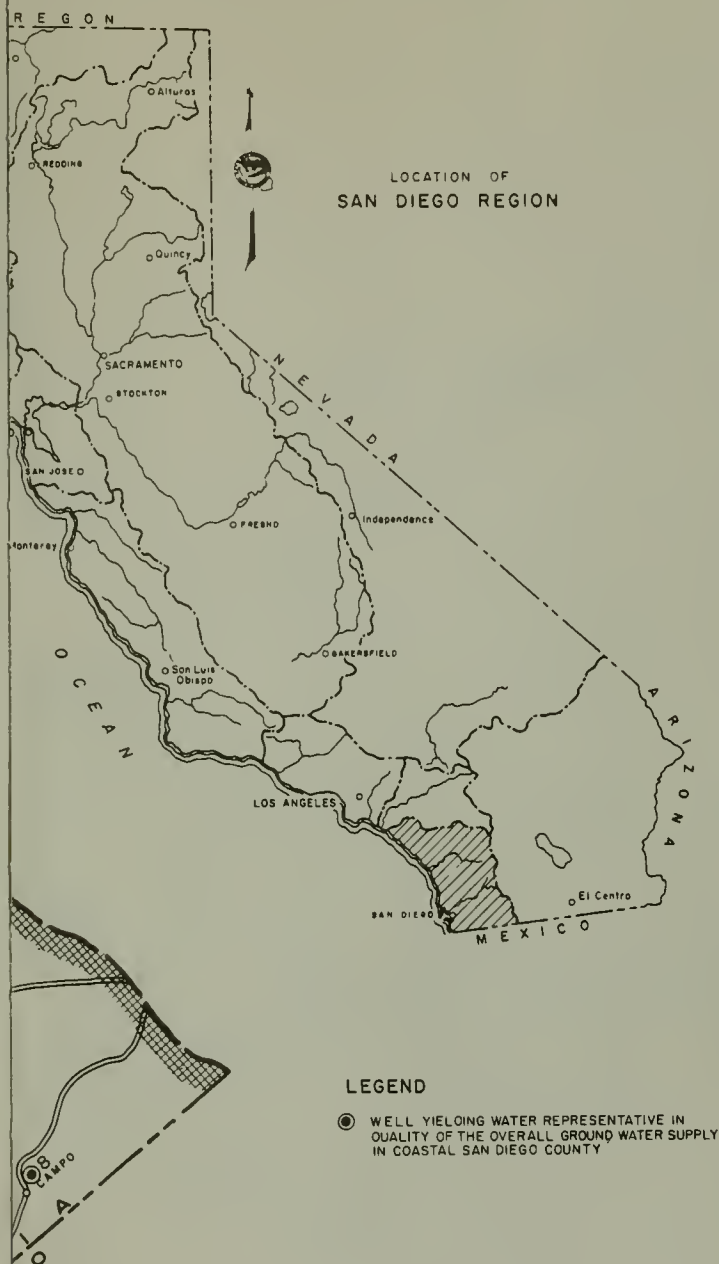 REGON
Alturas
REDDING
LOCATION OF
SAN DIEGO REGION
Quincy
SACRAMENTO
STOCKTON
NEVADA
SAN JOSE
FRESNO
Independence
Monterey
BAKERSFIELD
San Luis
Obispo
OCEAN
ARIZONA
LOS ANGELES
El Centro
SAN DIEGO
MEXICO
LEGEND
WELL YIELDING WATER REPRESENTATIVE IN
QUALITY OF THE OVERALL GROUND WATER SUPPLY
IN COASTAL SAN DIEGO COUNTY
8
CAMPO